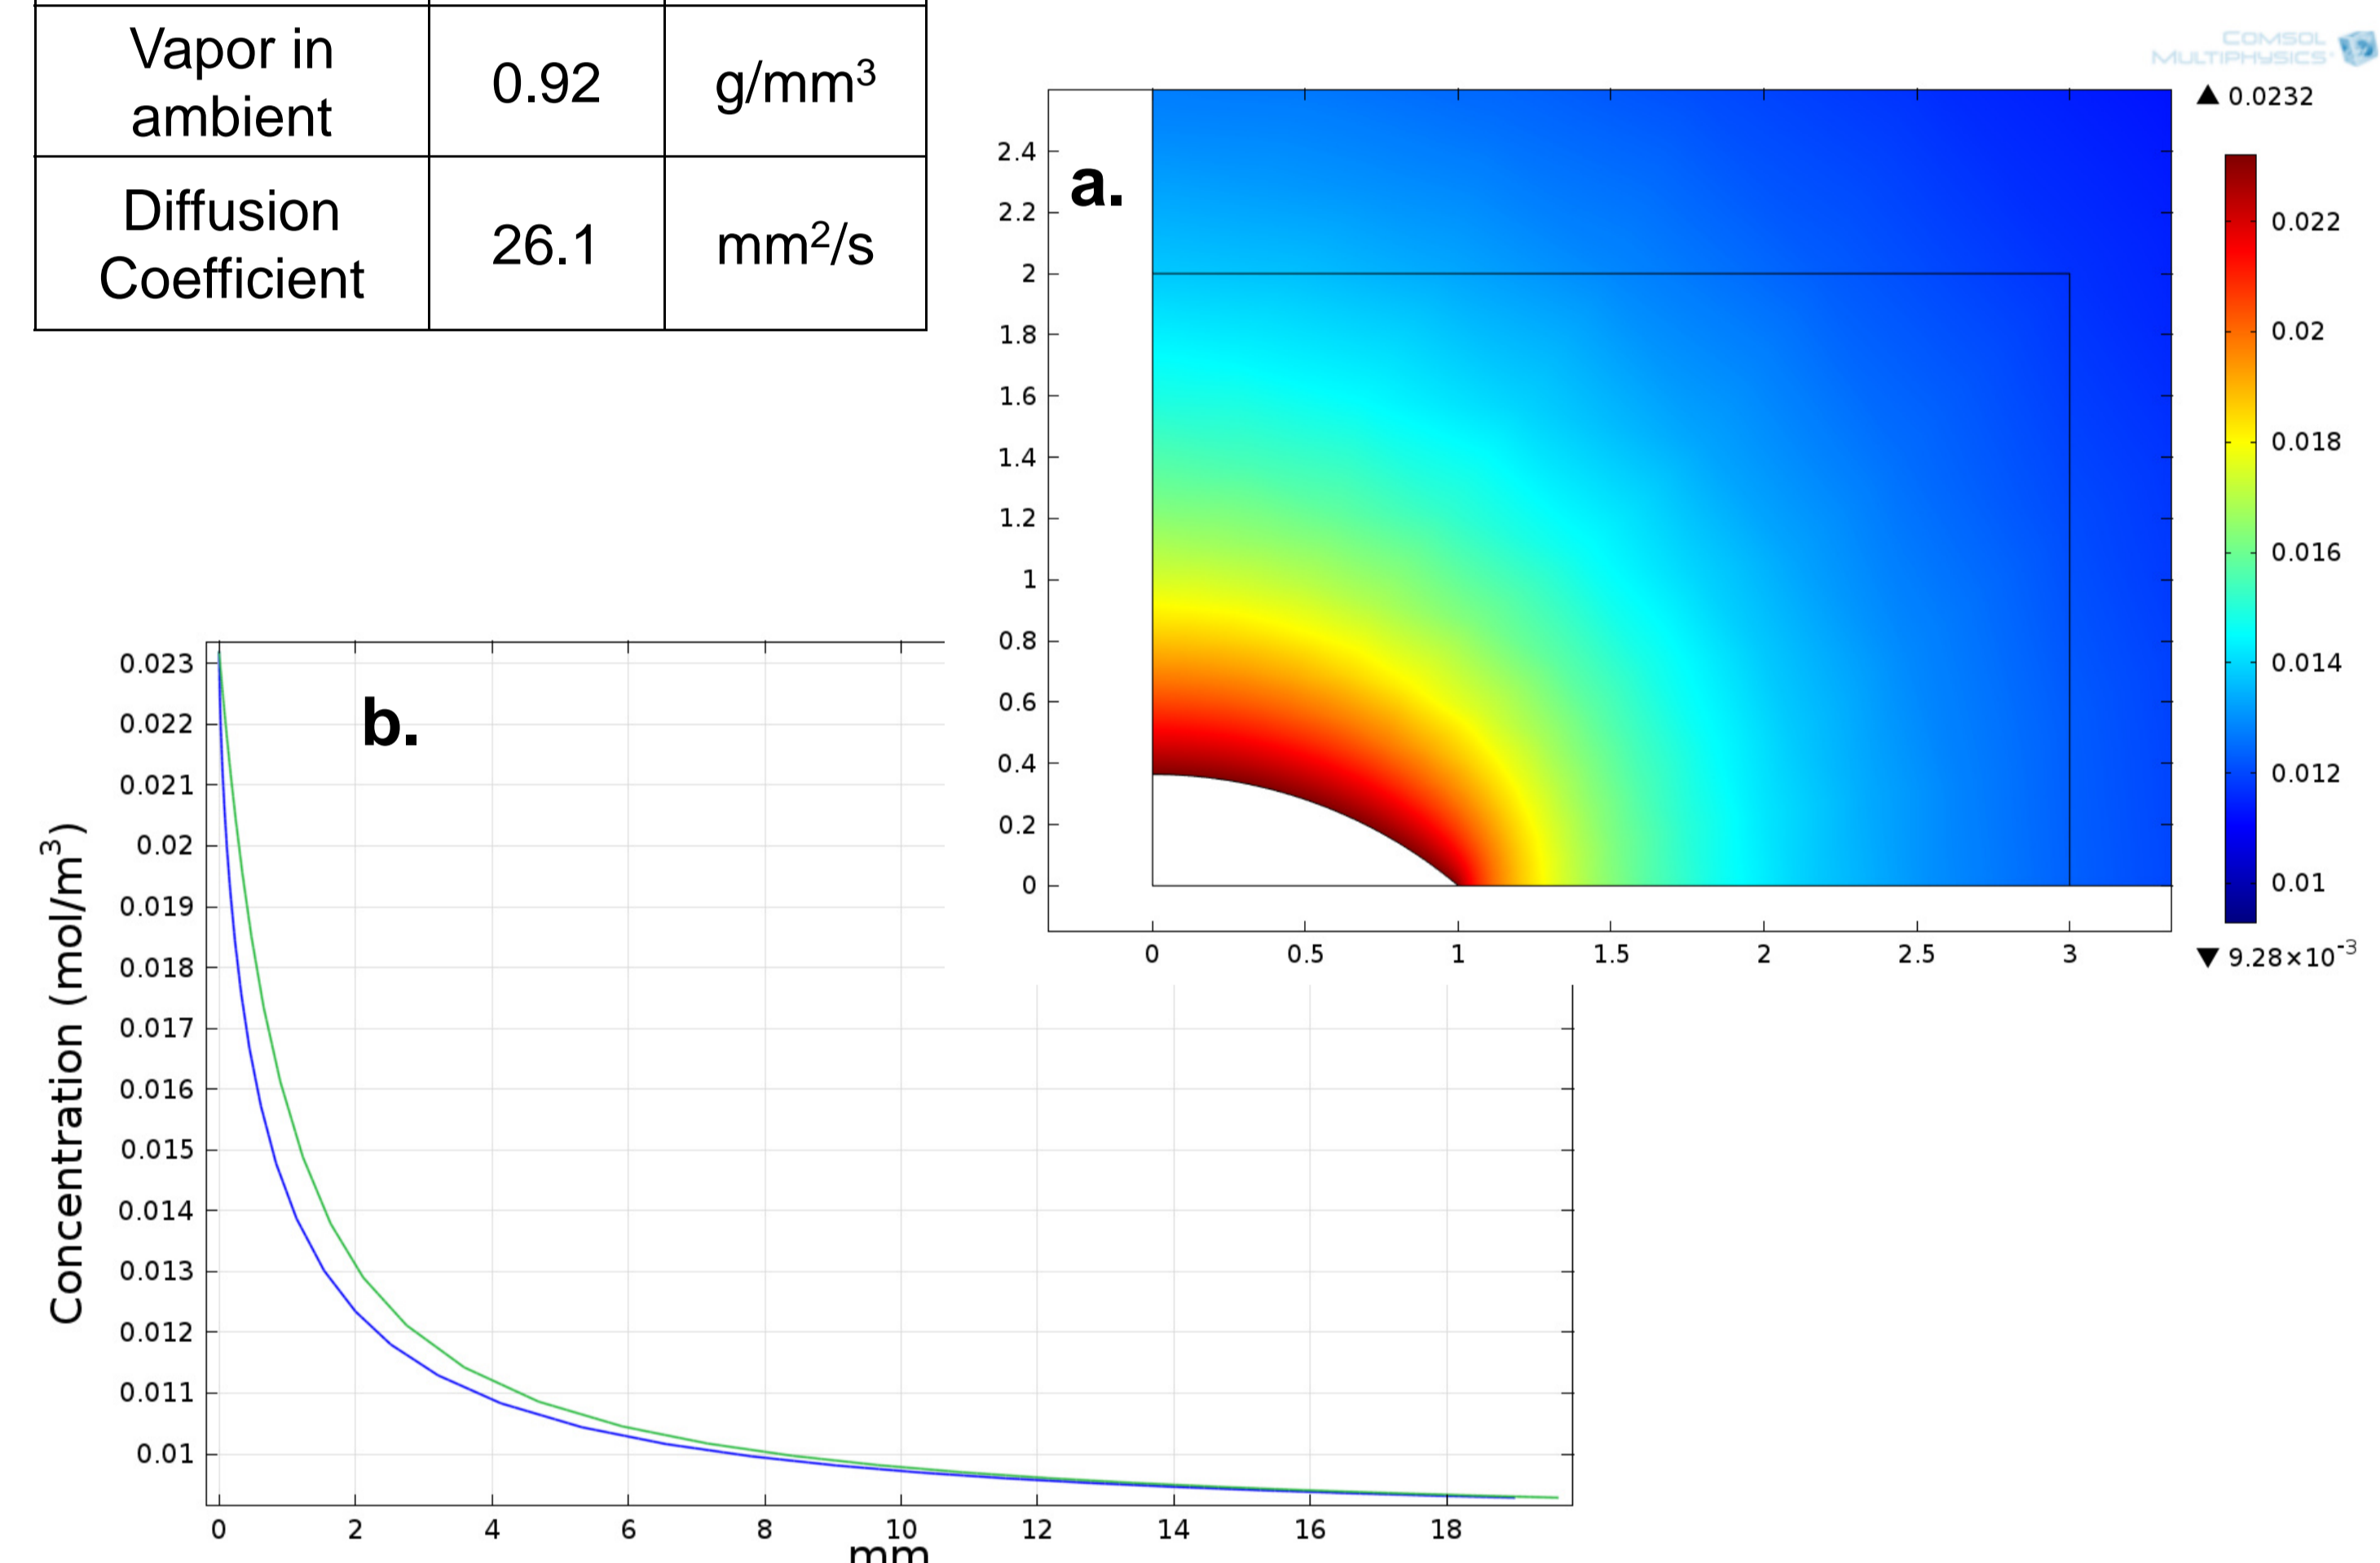 Vapor in
ambient
0.92
g/mm³
Diffusion
Coefficient
26.1
mm²/s
COMSOL
MULTIPHYSICS
a.
▲ 0.0232
2.4
2.2
2
1.8
1.6
1.4
1.2
1
0.8
0.6
0.4
0.2
0
0 0.5 1 1.5 2 2.5 3
0.022
0.02
0.018
0.016
0.014
0.012
0.01
▼ 9.28×10⁻³
b.
Concentration (mol/m³)
0.023
0.022
0.021
0.02
0.019
0.018
0.017
0.016
0.015
0.014
0.013
0.012
0.011
0.01
0 2 4 6 8 10 12 14 16 18
mm